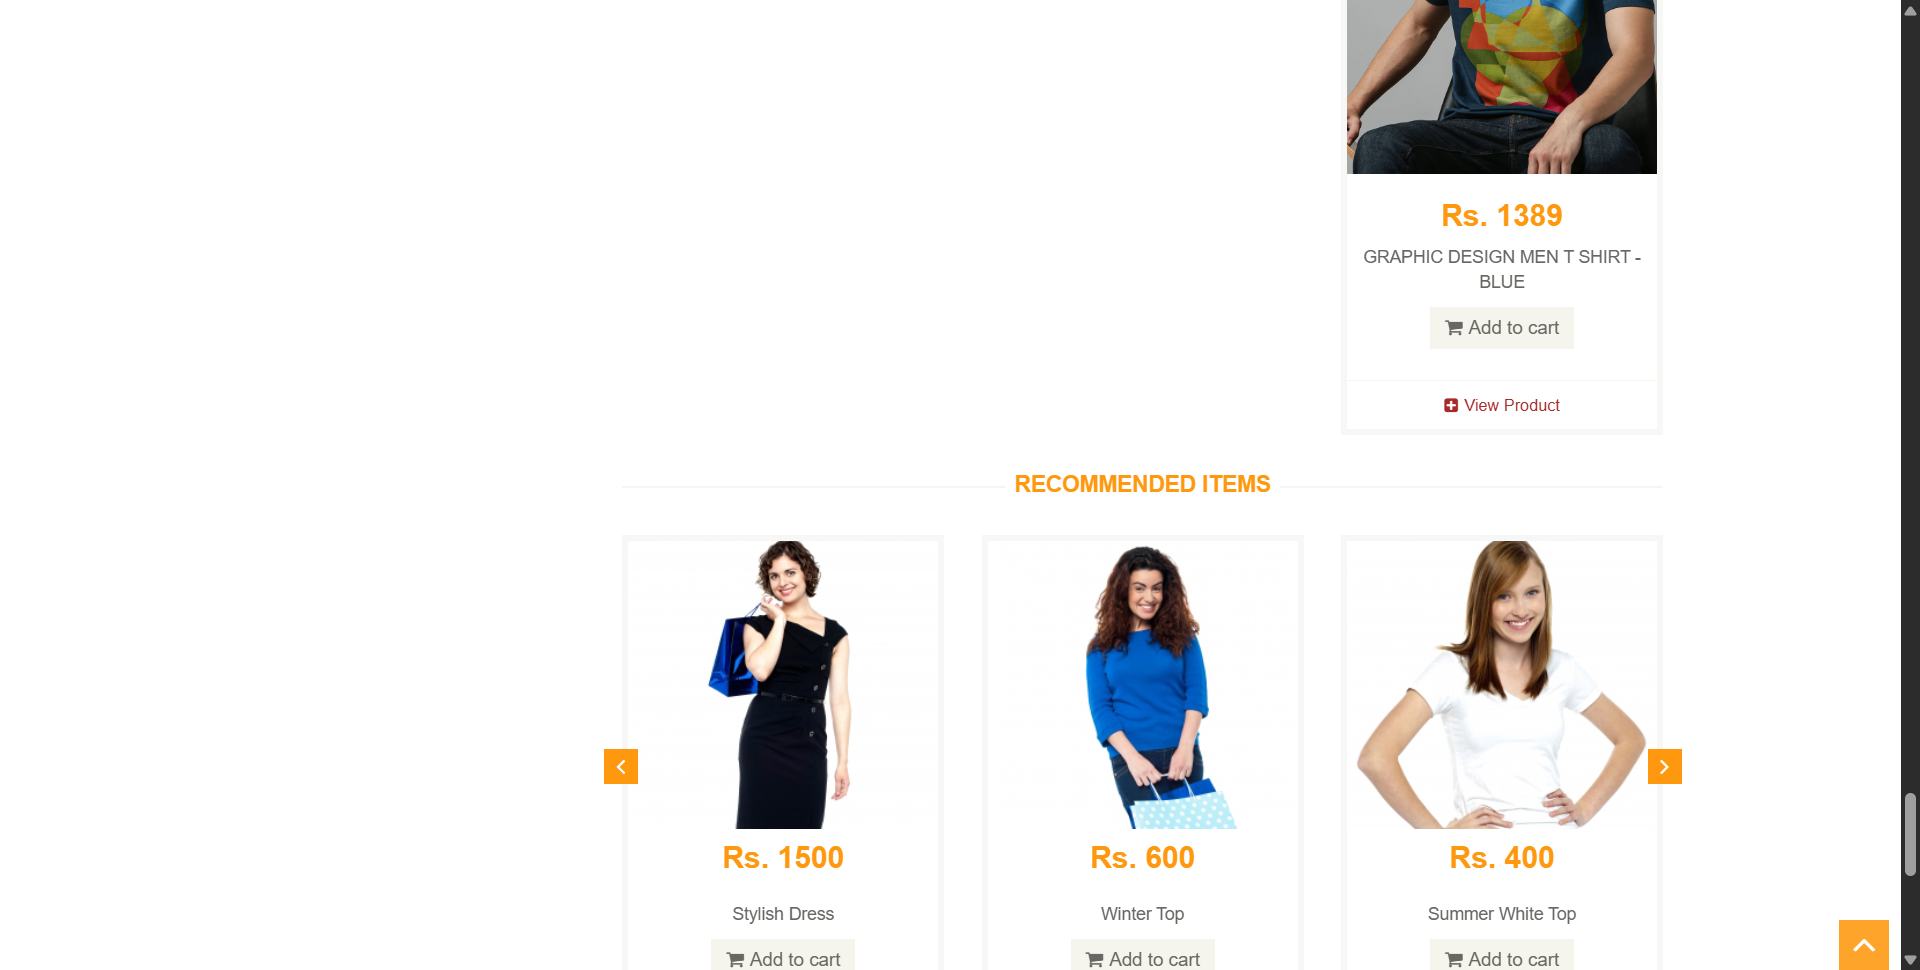 Rs. 1389
GRAPHIC DESIGN MEN T SHIRT -
BLUE
Add to cart
View Product
RECOMMENDED ITEMS
Rs. 1500
Stylish Dress
Add to cart
Rs. 600
Winter Top
Add to cart
Rs. 400
Summer White Top
Add to cart